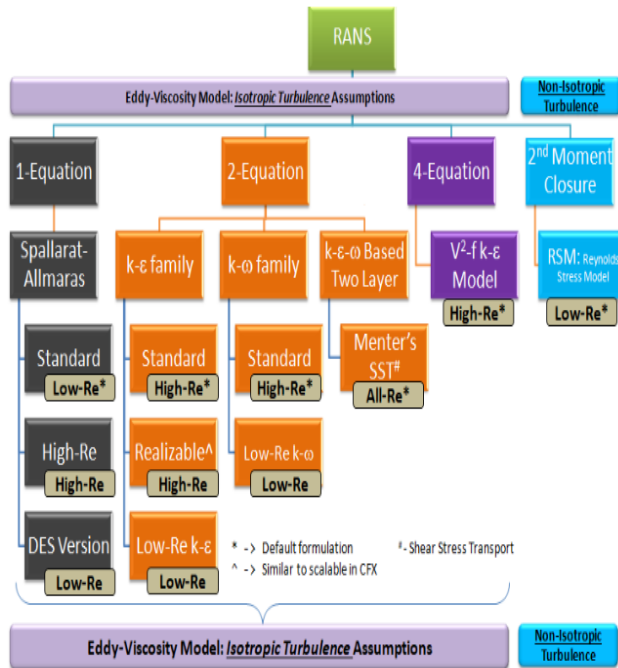 RANS
Eddy-Viscosity Model: Isotropic Turbulence Assumptions
Non-Isotropic
Turbulence
1-Equation
2-Equation
4-Equation
2nd Moment
Closure
Spallarat-
Allmaras
k-ε family
k-ω family
k-ε-ω Based
Two Layer
V²-f k-ε
Model
High-Re*
RSM: Reynolds
Stress Model
Low-Re*
Standard
Low-Re*
Standard
High-Re*
Standard
High-Re*
Menter's
SST#
All-Re*
High-Re
High-Re
Realizable^
High-Re
Low-Re k-ω
Low-Re
DES Version
Low-Re
Low-Re k-ε
Low-Re
* -> Default formulation
#- Shear Stress Transport
^ -> Similar to scalable in CFX
Eddy-Viscosity Model: Isotropic Turbulence Assumptions
Non-Isotropic
Turbulence